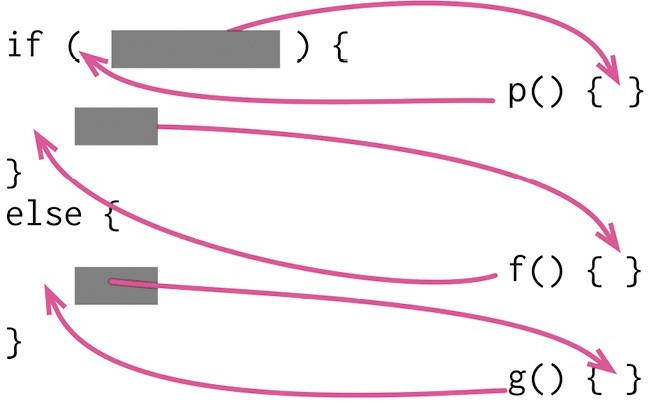 if ( ) {
p() { }
}
else {
f() { }
}
g() { }